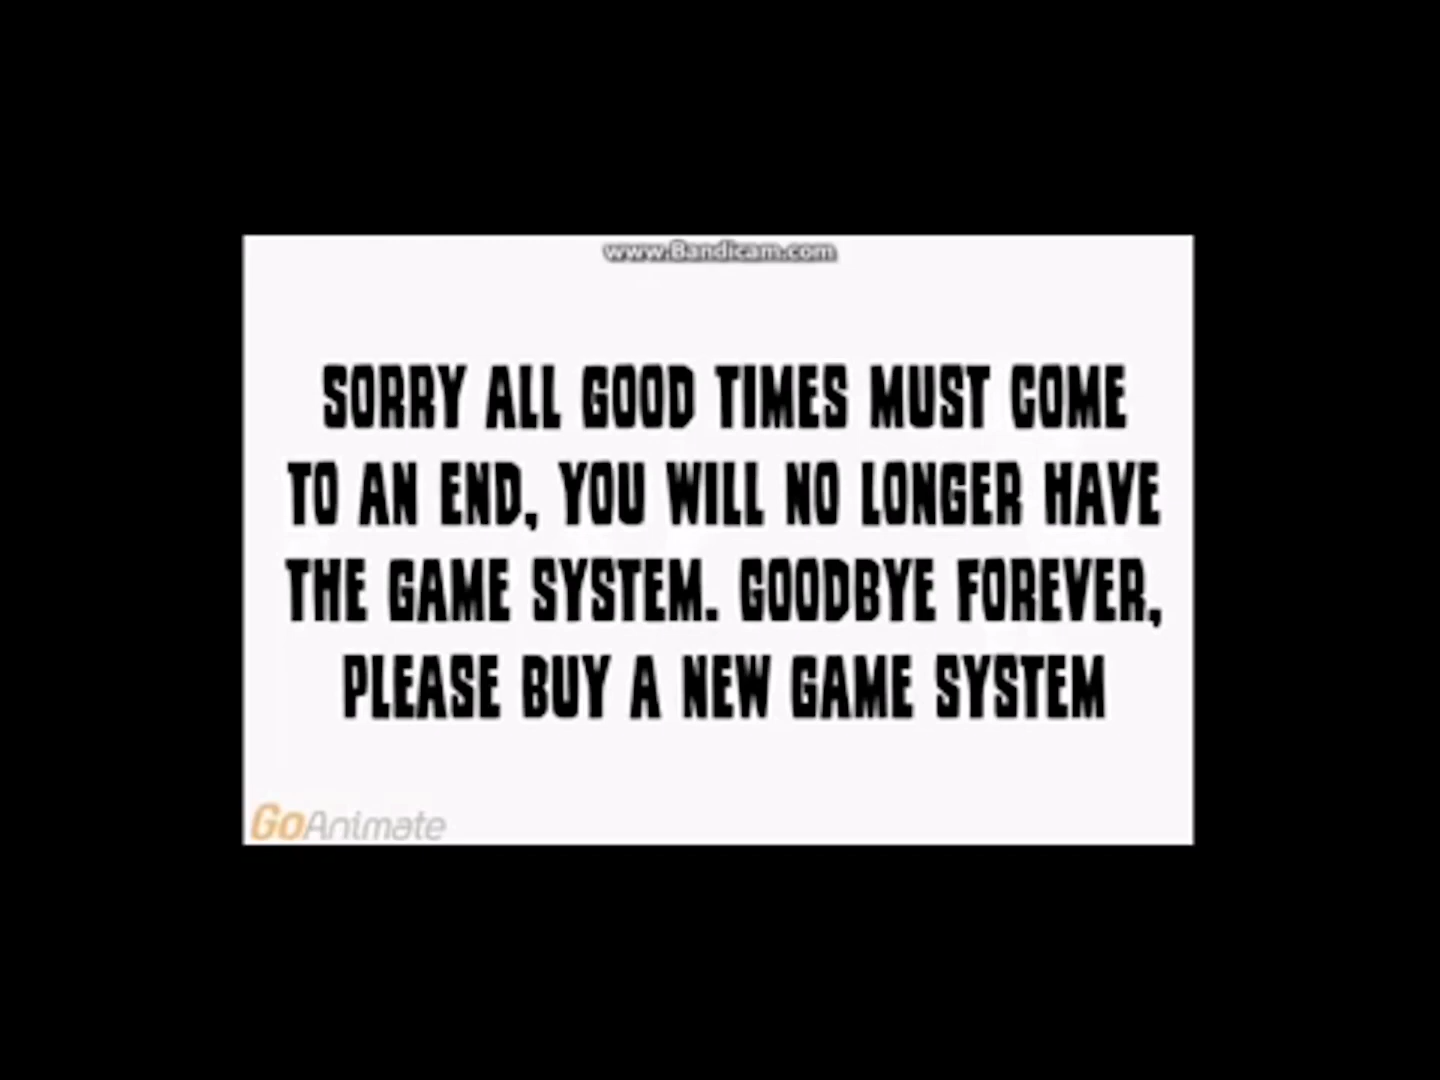 www.Bandicam.com
SORRY ALL GOOD TIMES MUST COME
TO AN END, YOU WILL NO LONGER HAVE
THE GAME SYSTEM. GOODBYE FOREVER,
PLEASE BUY A NEW GAME SYSTEM
GoAnimate